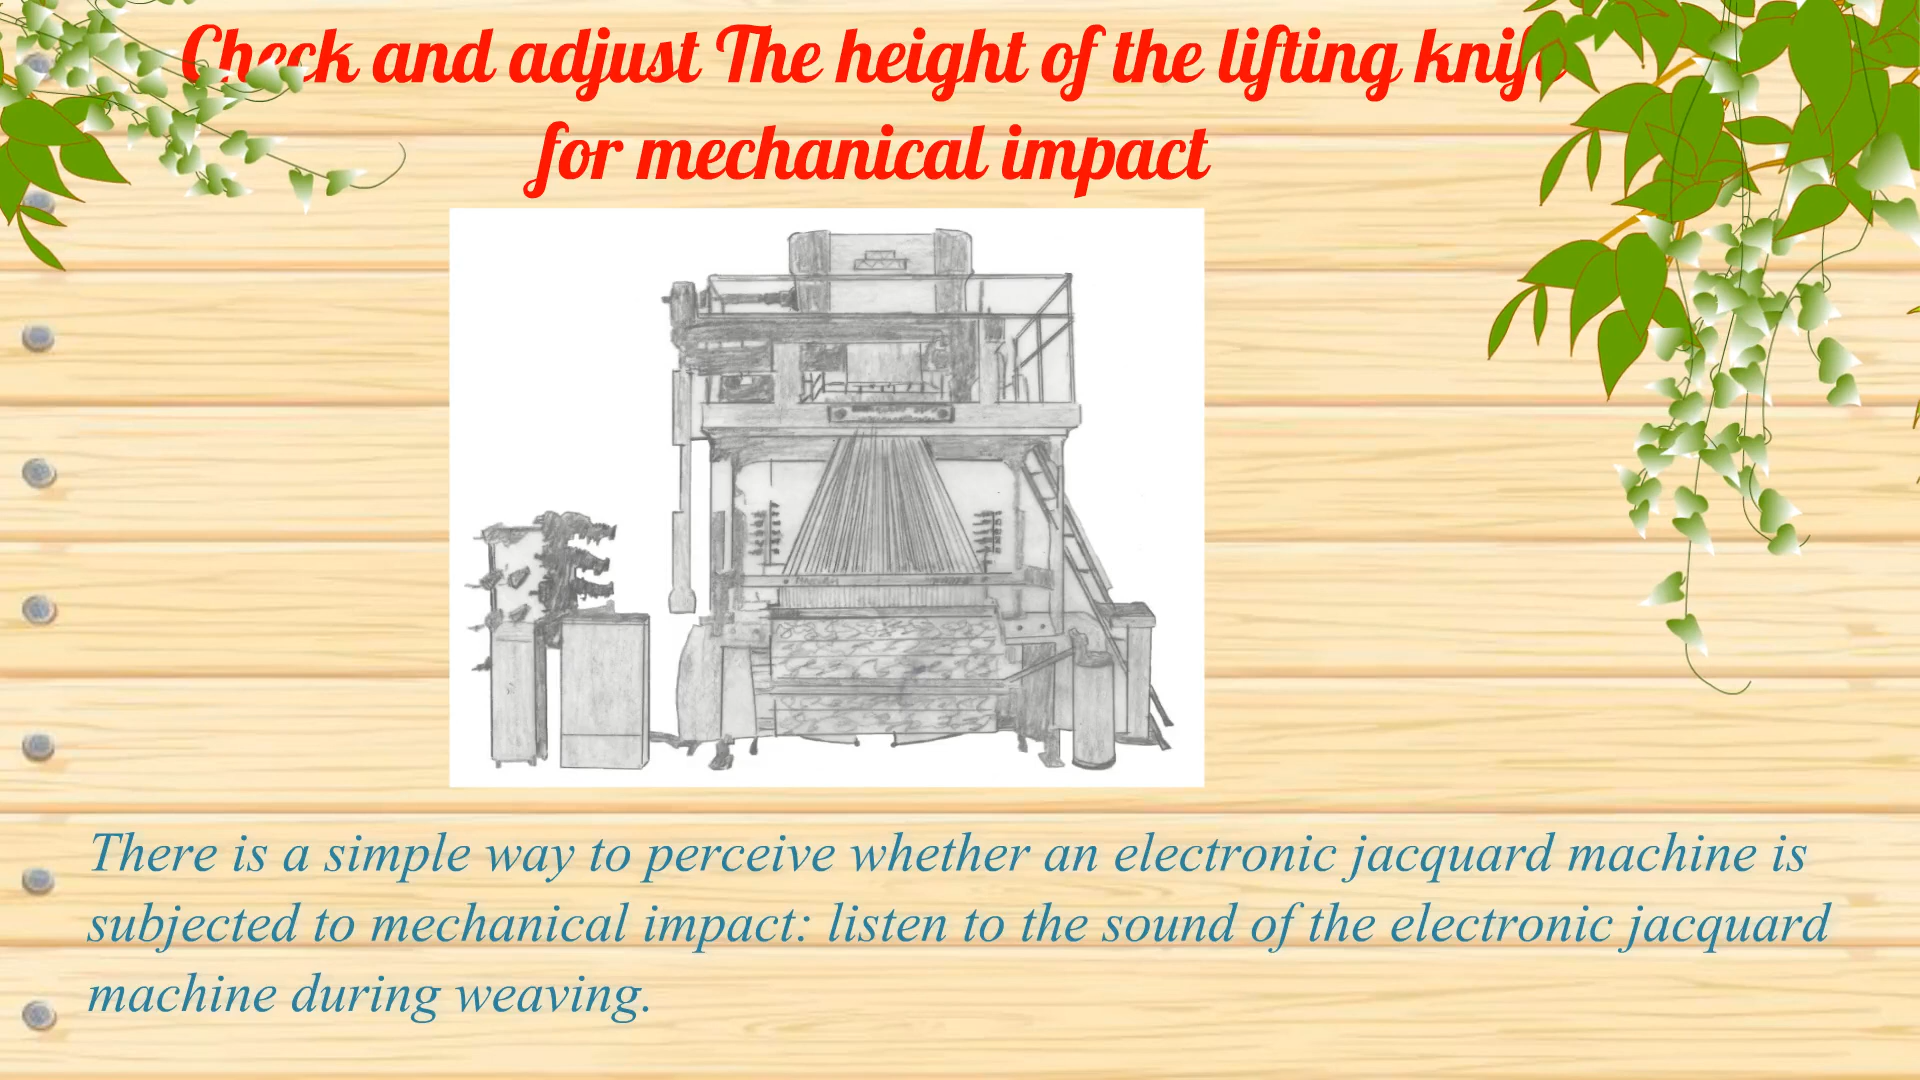 Check and adjust The height of the lifting knife
for mechanical impact
There is a simple way to perceive whether an electronic jacquard machine is
subjected to mechanical impact: listen to the sound of the electronic jacquard
machine during weaving.